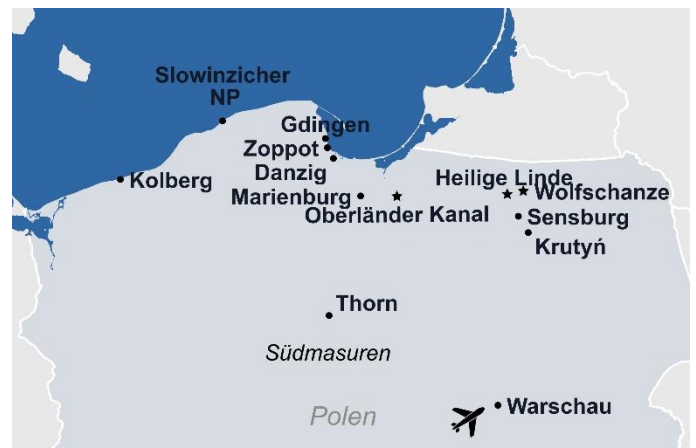 Slowinzicher
NP
Gdingen
Zoppot
Danzig
Kolberg
Marienburg
Heilige Linde
Wolfschanze
Oberländer Kanal
Sensburg
Krutyń
Thorn
Südmasuren
Polen
Warschau